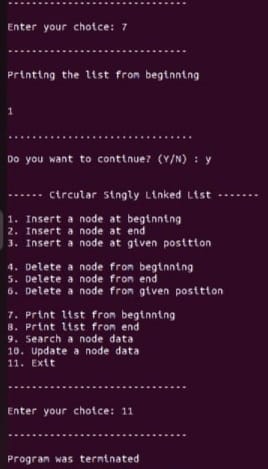 -------------------------------
Enter your choice: 7
-------------------------------
Printing the list from beginning
1
................................
Do you want to continue? (Y/N) : y
------ Circular Singly Linked List -------
1. Insert a node at beginning
2. Insert a node at end
3. Insert a node at given position
4. Delete a node from beginning
5. Delete a node from end
6. Delete a node from given position
7. Print list from beginning
8. Print list from end
9. Search a node data
10. Update a node data
11. Exit
-------------------------------
Enter your choice: 11
-------------------------------
Program was terminated